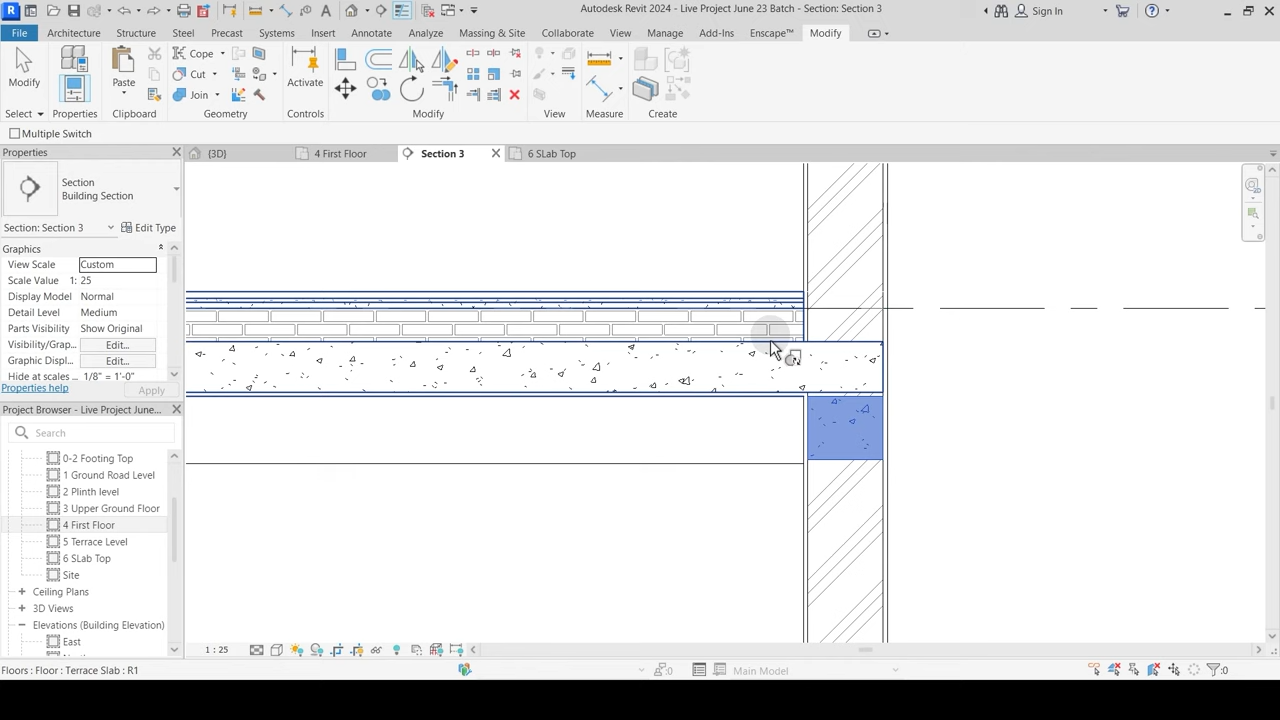 Autodesk Revit 2024 - Live Project June 23 Batch - Section: Section 3
Sign In
File Architecture Structure Steel Precast Systems Insert Annotate Analyze Massing & Site Collaborate View Manage Add-Ins Enscape™ Modify
Modify
Paste
Cope
Cut
Join
Activate
Select Properties Clipboard Geometry Controls Modify View Measure Create
Multiple Switch
Properties
{3D} 4 First Floor Section 3 6 SLab Top
Section
Building Section
Section: Section 3 Edit Type
Graphics
View Scale Custom
Scale Value 1: 25
Display Model Normal
Detail Level Medium
Parts Visibility Show Original
Visibility/Grap... Edit...
Graphic Displ... Edit...
Hide at scales ... 1/8" = 1'-0"
Properties help Apply
Project Browser - Live Project June...
Search
0-2 Footing Top
1 Ground Road Level
2 Plinth level
3 Upper Ground Floor
4 First Floor
5 Terrace Level
6 SLab Top
Site
Ceiling Plans
3D Views
Elevations (Building Elevation)
East
1 : 25
Floors : Floor : Terrace Slab : R1 :0 Main Model :0